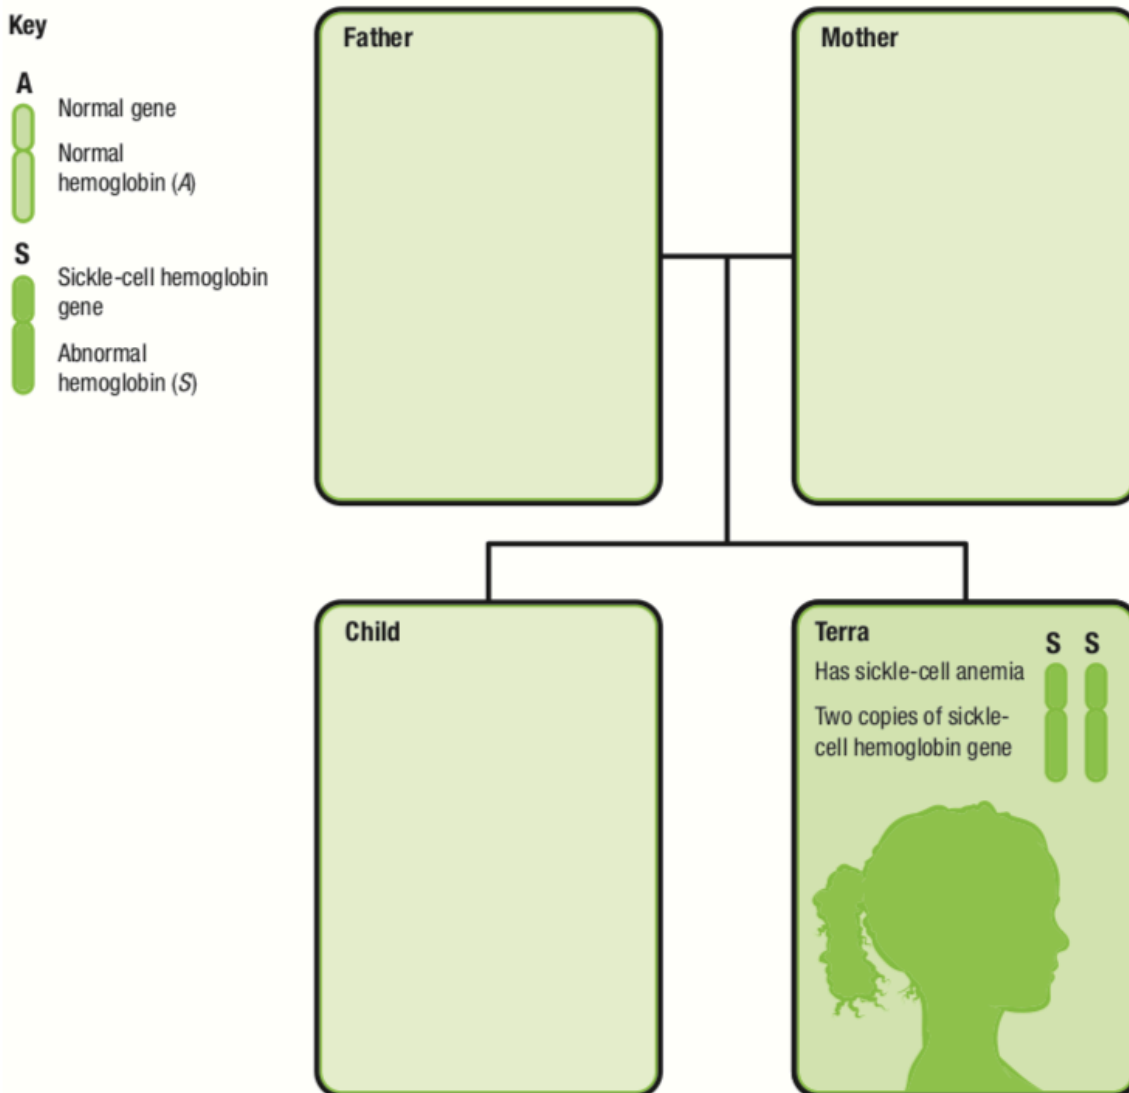 Key
A
Normal gene
Normal
hemoglobin (A)
S
Sickle-cell hemoglobin
gene
Abnormal
hemoglobin (S)
Father
Mother
Child
Terra
S S
Has sickle-cell anemia
Two copies of sickle-
cell hemoglobin gene